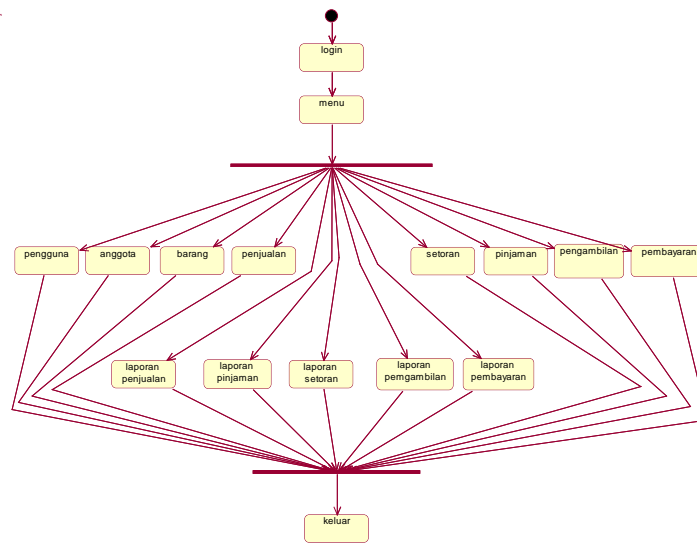 login
menu
pengguna
anggota
barang
penjualan
setoran
pinjaman
pengambilan
pembayaran
laporan
penjualan
laporan
pinjaman
laporan
setoran
laporan
pemgambilan
laporan
pembayaran
keluar